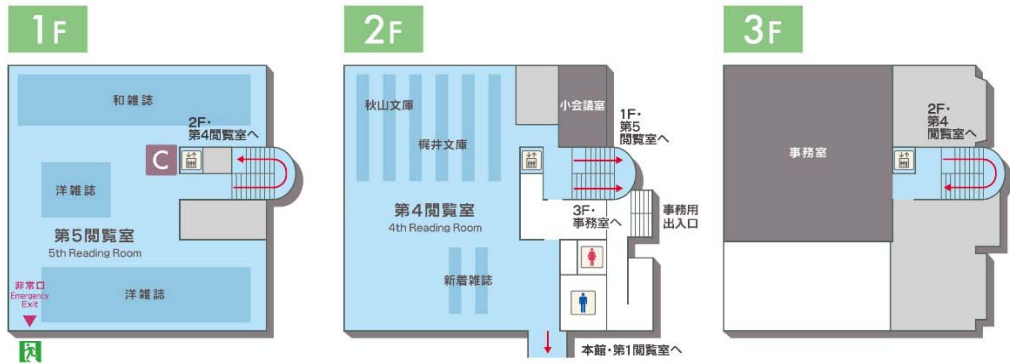 1F
和雑誌
2F・
第4閲覧室へ
C
洋雑誌
第5閲覧室
5th Reading Room
洋雑誌
非常口
Emergency
Exit
2F
秋山文庫
梶井文庫
小会議室
1F・
第5
閲覧室へ
第4閲覧室
4th Reading Room
3F・
事務室へ
事務用
出入口
新着雑誌
本館・第1閲覧室へ
3F
事務室
2F・
第4
閲覧室へ